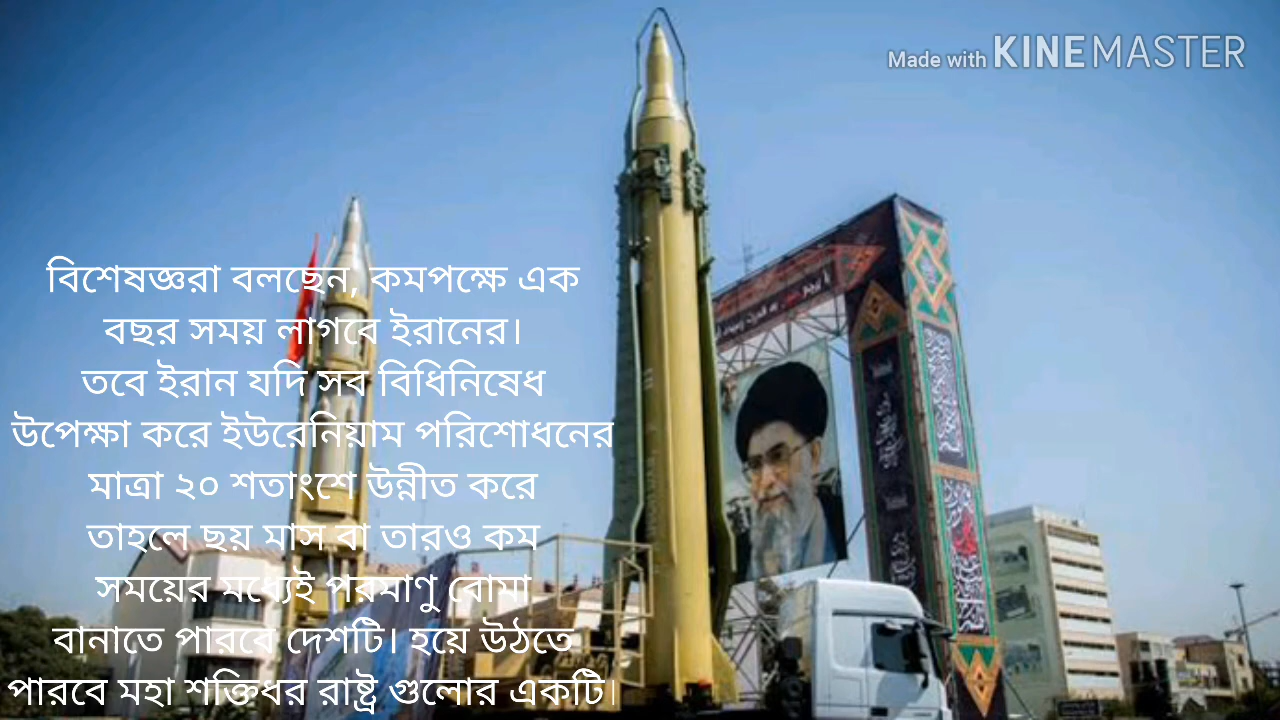 Made with KINEMASTER
বিশেষজ্ঞরা বলছেন, কমপক্ষে এক
বছর সময় লাগবে ইরানের।
তবে ইরান যদি সব বিধিনিষেধ
উপেক্ষা করে ইউরেনিয়াম পরিশোধনের
মাত্রা ২০ শতাংশে উন্নীত করে
তাহলে ছয় মাস বা তারও কম
সময়ের মধ্যেই পরমাণু বোমা
বানাতে পারবে দেশটি। হয়ে উঠতে
পারবে মহা শক্তিধর রাষ্ট্র গুলোর একটি।